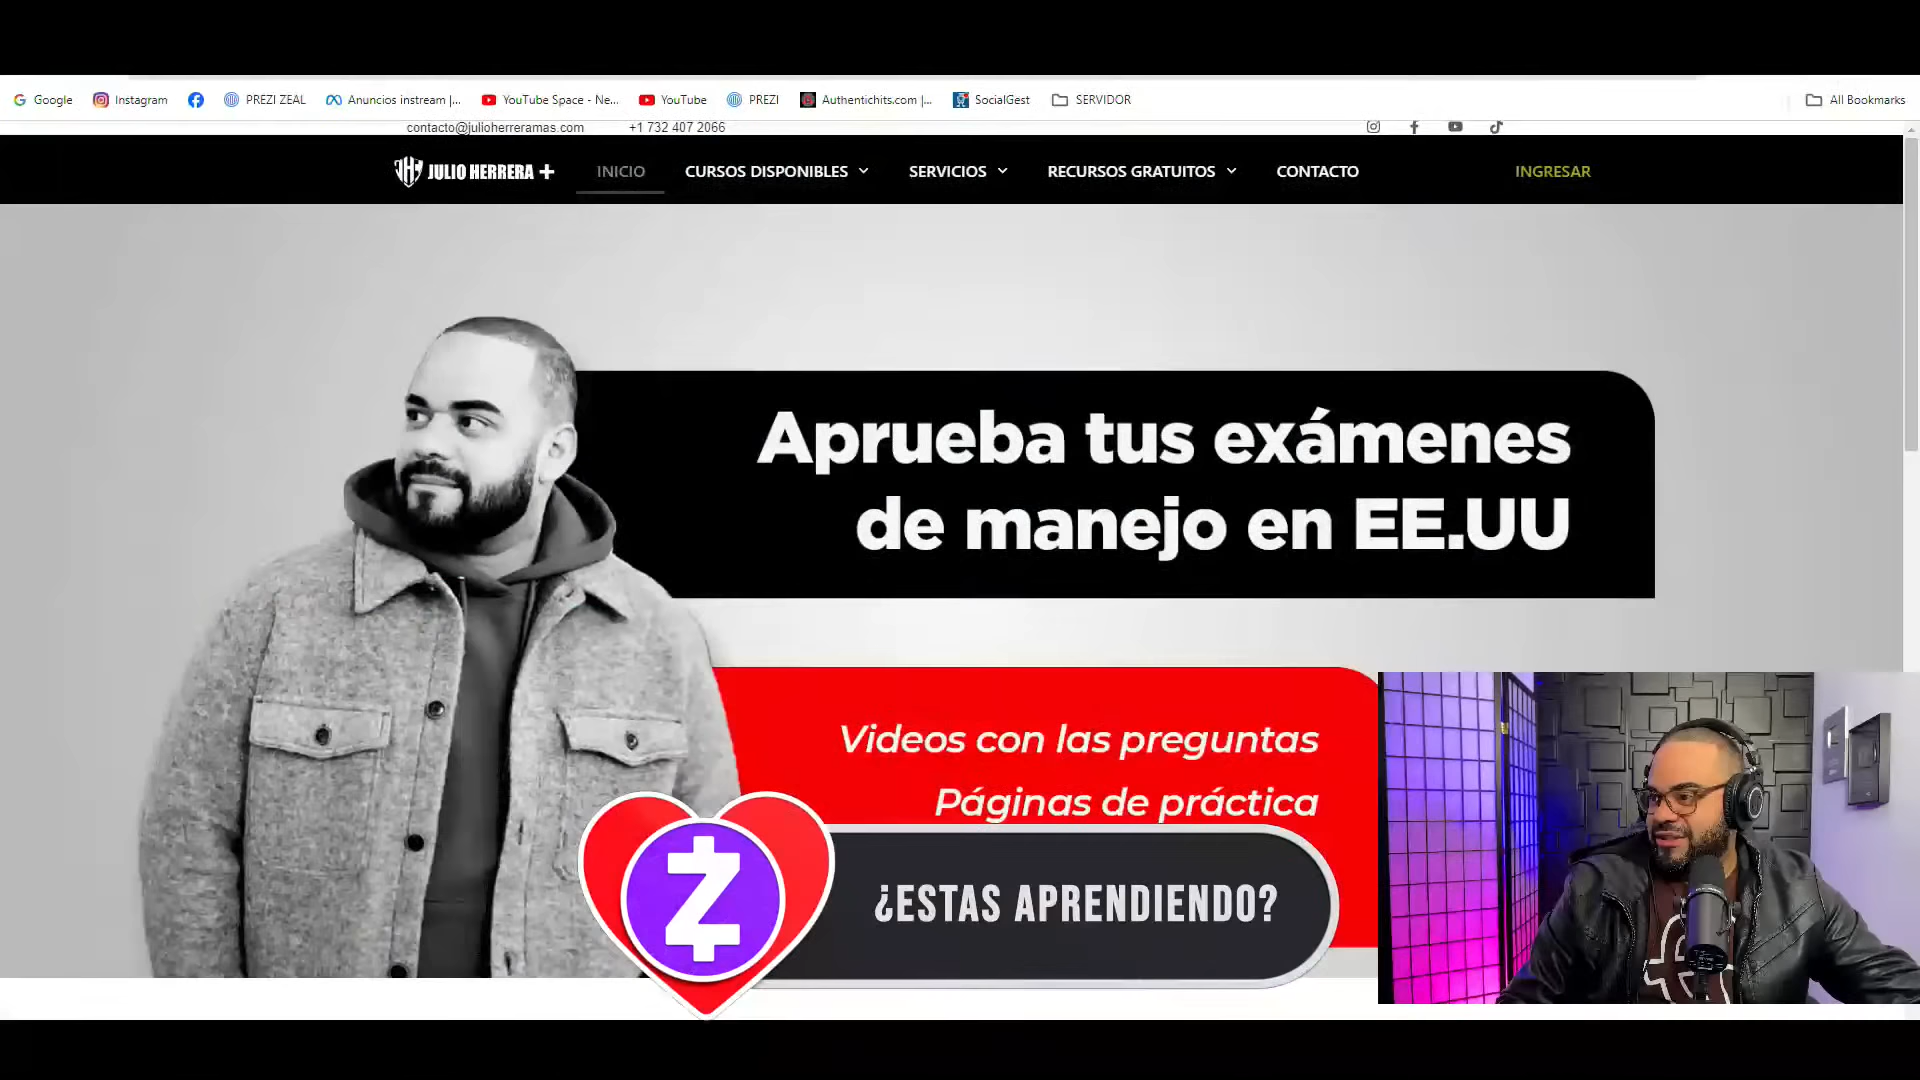 Google Instagram PREZI ZEAL Anuncios instream |... YouTube Space - Ne... YouTube PREZI Authentichits.com |... SocialGest SERVIDOR All Bookmarks
contacto@julioherreramas.com +1 732 407 2066
JULIO HERRERA + INICIO CURSOS DISPONIBLES SERVICIOS RECURSOS GRATUITOS CONTACTO INGRESAR
Aprueba tus exámenes
de manejo en EE.UU
Videos con las preguntas
Páginas de práctica
¿ESTAS APRENDIENDO?